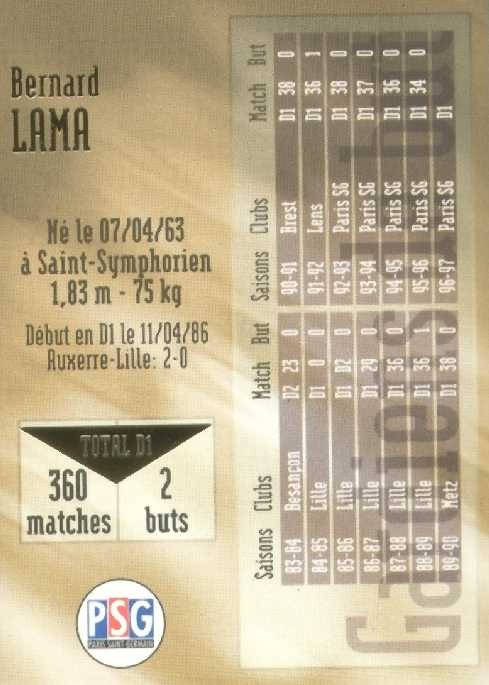 Bernard
LAMA
Né le 07/04/63
à Saint-Symphorien
1,83 m - 75 kg
Début en D1 le 11/04/86
Auxerre-Lille: 2-0
TOTAL D1
360 2
matches buts
PSG
PARIS SAINT-GERMAIN
Saisons Clubs Match But
83-84 Besançon D2 23 0
84-85 Lille D1 0 0
85-86 Lille D1 02 0
86-87 Lille D1 29 0
87-88 Lille D1 36 0
88-89 Lille D1 36 1
89-90 Metz D1 38 0
Saisons Clubs Match But
90-91 Brest D1 38 0
91-92 Lens D1 36 1
92-93 Paris SG D1 38 0
93-94 Paris SG D1 37 0
94-95 Paris SG D1 36 0
95-96 Paris SG D1 34 0
96-97 Paris SG D1
Gardiens de but